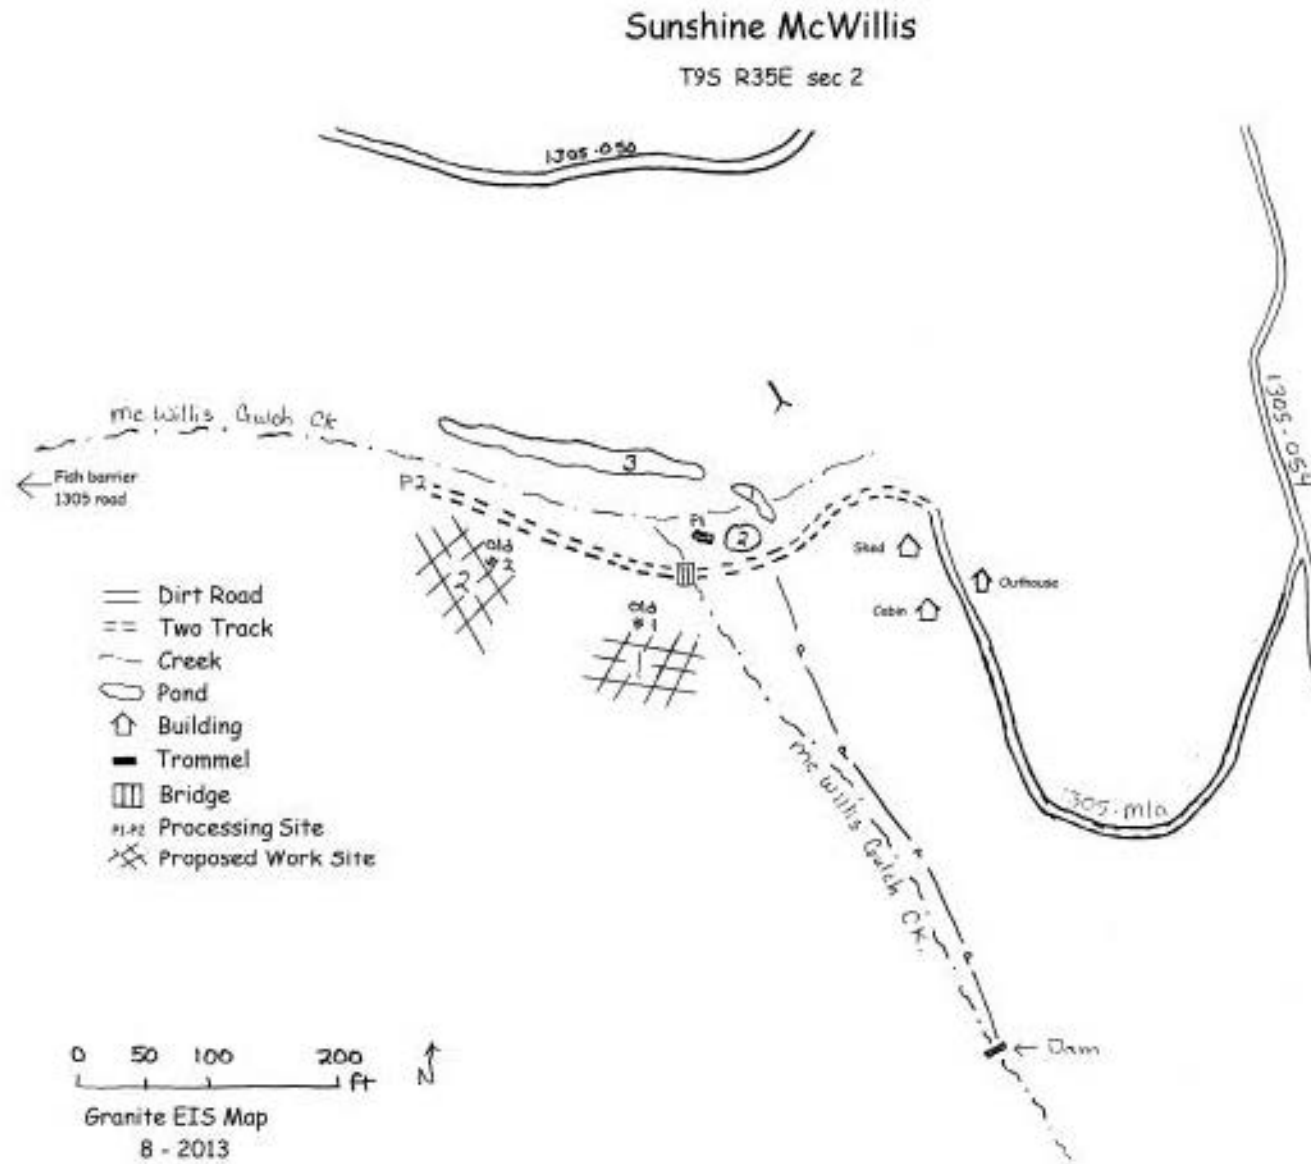 Sunshine McWillis
T9S R35E sec 2
1305-050
1305-054
Mc Willis Gulch Ck
Fish barrier
1305 road
P2
3
1
P1
2
Shed
Outhouse
Cabin
old
#2
2
old
#1
1
Dirt Road
Two Track
Creek
Pond
Building
Trommel
Bridge
P1-P2 Processing Site
Proposed Work Site
P
P
P
P
Mc Willis Gulch CK.
Dam
0 50 100 200
ft
N
Granite EIS Map
8 - 2013